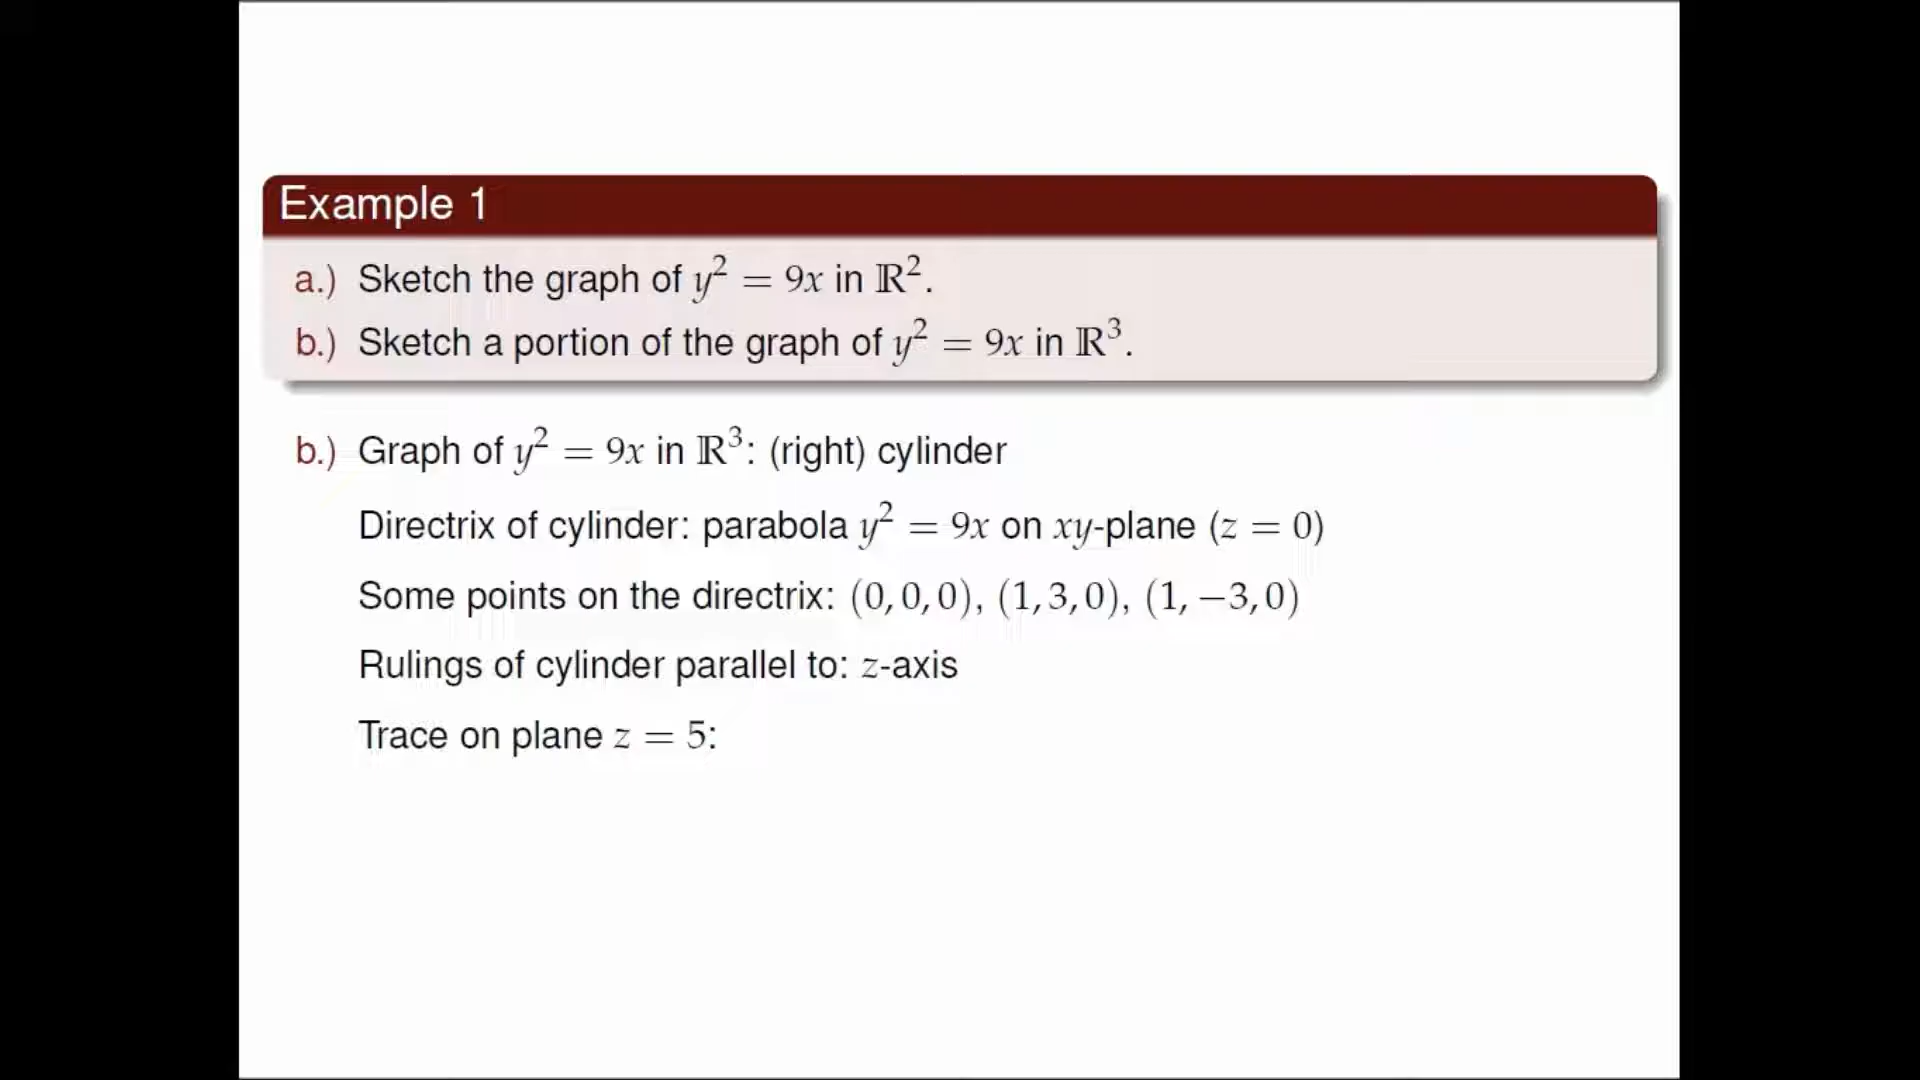 Example 1
a.) Sketch the graph of y² = 9x in ℝ².
b.) Sketch a portion of the graph of y² = 9x in ℝ³.
b.) Graph of y² = 9x in ℝ³: (right) cylinder
Directrix of cylinder: parabola y² = 9x on xy-plane (z = 0)
Some points on the directrix: (0, 0, 0), (1, 3, 0), (1, −3, 0)
Rulings of cylinder parallel to: z-axis
Trace on plane z = 5: